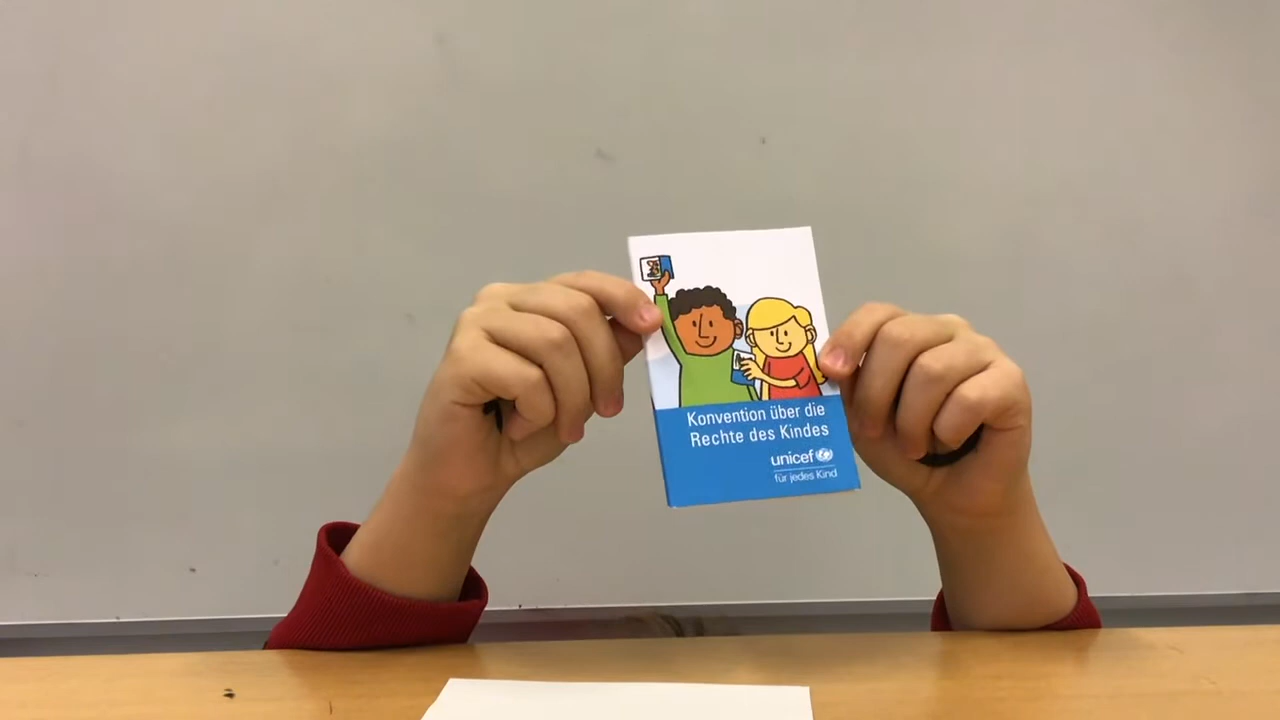 Konvention über die
Rechte des Kindes
unicef
für jedes Kind